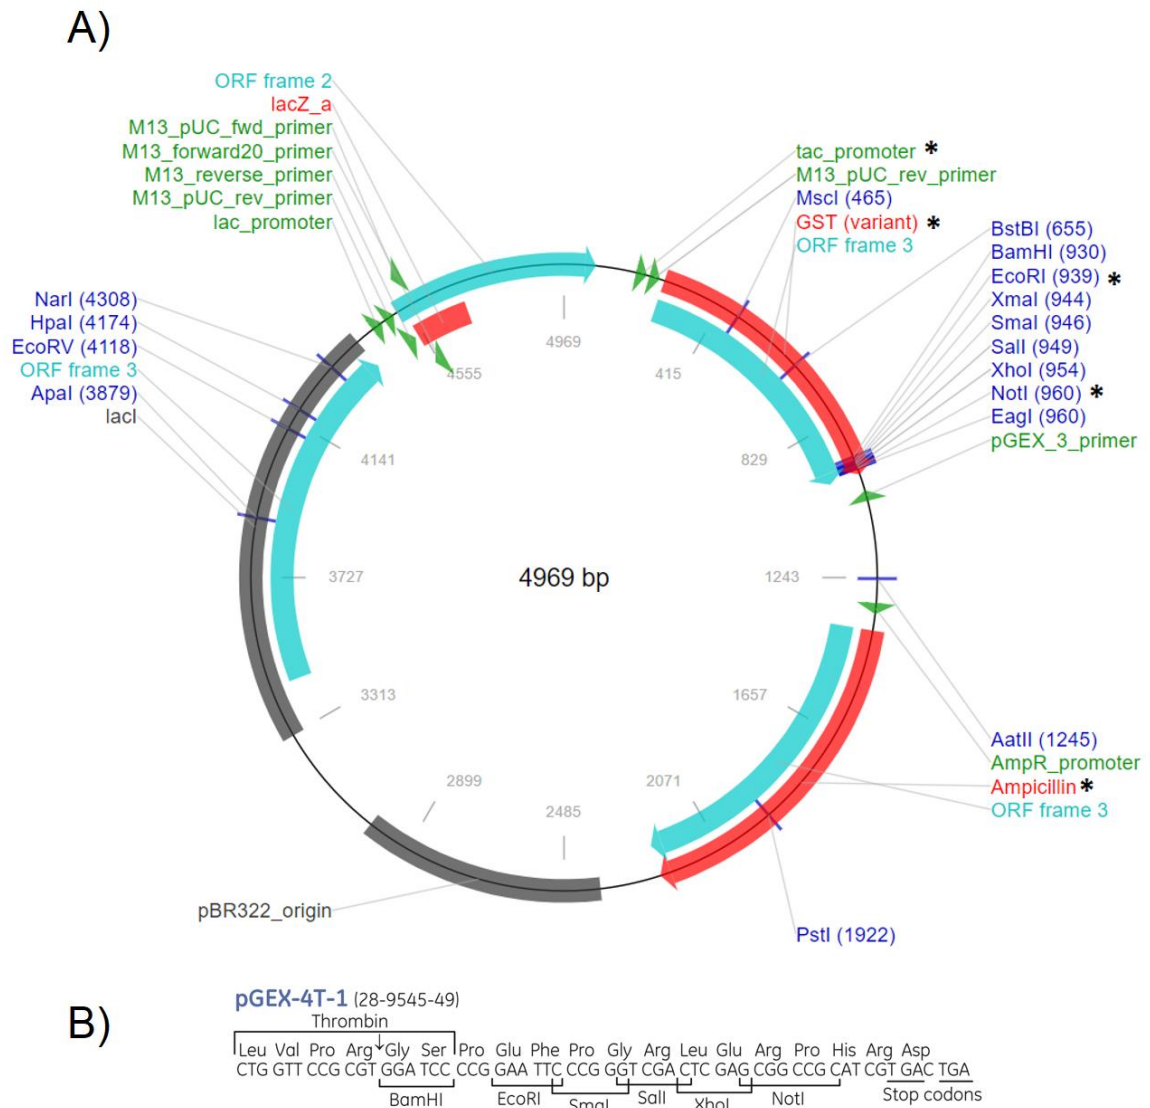 A)
ORF frame 2
lacZ_a
M13_pUC_fwd_primer
M13_forward20_primer
M13_reverse_primer
M13_pUC_rev_primer
lac_promoter
tac_promoter *
M13_pUC_rev_primer
MscI (465)
GST (variant) *
ORF frame 3
BstBI (655)
BamHI (930)
EcoRI (939) *
XmaI (944)
SmaI (946)
SalI (949)
XhoI (954)
NotI (960) *
EagI (960)
pGEX_3_primer
NarI (4308)
HpaI (4174)
EcoRV (4118)
ORF frame 3
ApaI (3879)
lacI
4969
4555
415
4141
829
3727
4969 bp
1243
3313
1657
2899
2485
2071
AatII (1245)
AmpR_promoter
Ampicillin *
ORF frame 3
pBR322_origin
PstI (1922)
B)
pGEX-4T-1 (28-9545-49)
Thrombin
Leu Val Pro Arg↓Gly Ser Pro Glu Phe Pro Gly Arg Leu Glu Arg Pro His Arg Asp
CTG GTT CCG CGT GGA TCC CCG GAA TTC CCG GGT CGA CTC GAG CGG CCG CAT CGT GAC TGA
BamHI EcoRI SmaI SalI XhoI NotI Stop codons